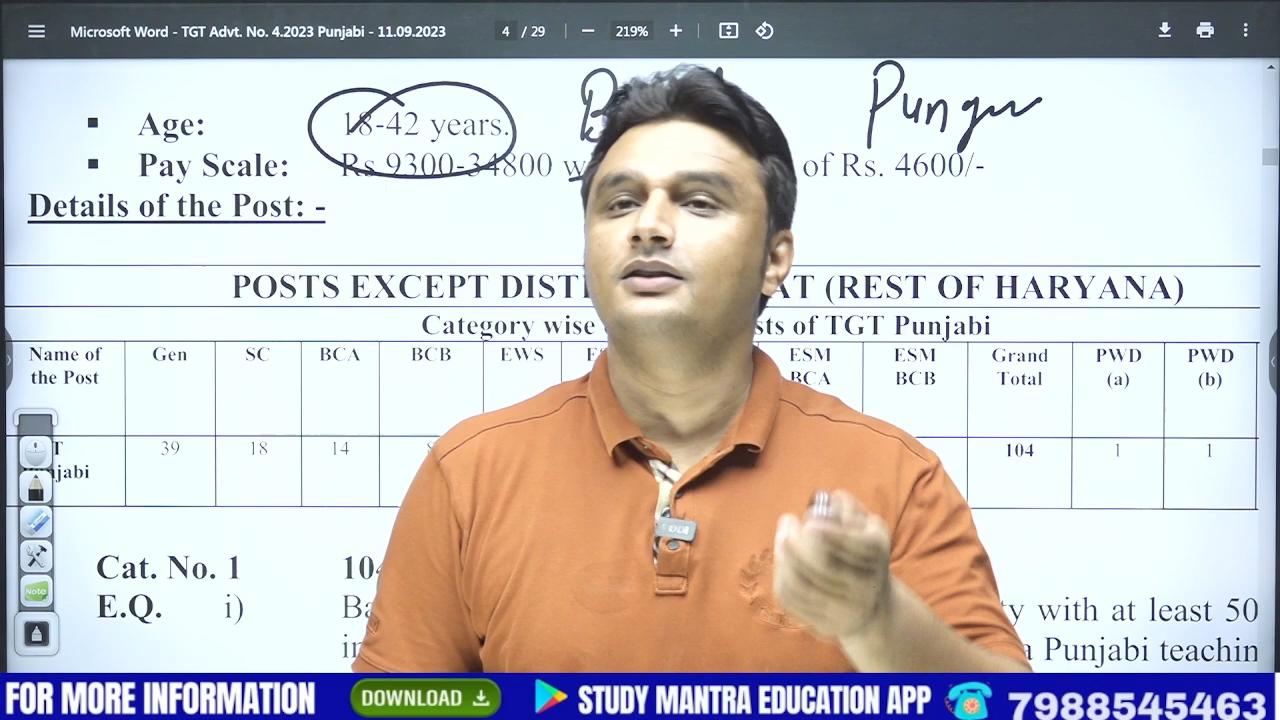 Microsoft Word - TGT Advt. No. 4.2023 Punjabi - 11.09.2023 4 / 29 219%
▪ Age: 18-42 years. Pungu
▪ Pay Scale: Rs 9300-34800 of Rs. 4600/-
Details of the Post: -
POSTS EXCEPT AT (REST OF HARYANA)
Category wise sts of TGT Punjabi
Name of the Post Gen SC BCA BCB EWS ESM BCA ESM BCB Grand Total PWD (a) PWD (b)
39 18 14 104 1 1
Cat. No. 1
E.Q. i) Ba ty with at least 50
in a Punjabi teachin
Note
FOR MORE INFORMATION DOWNLOAD STUDY MANTRA EDUCATION APP 7988545463